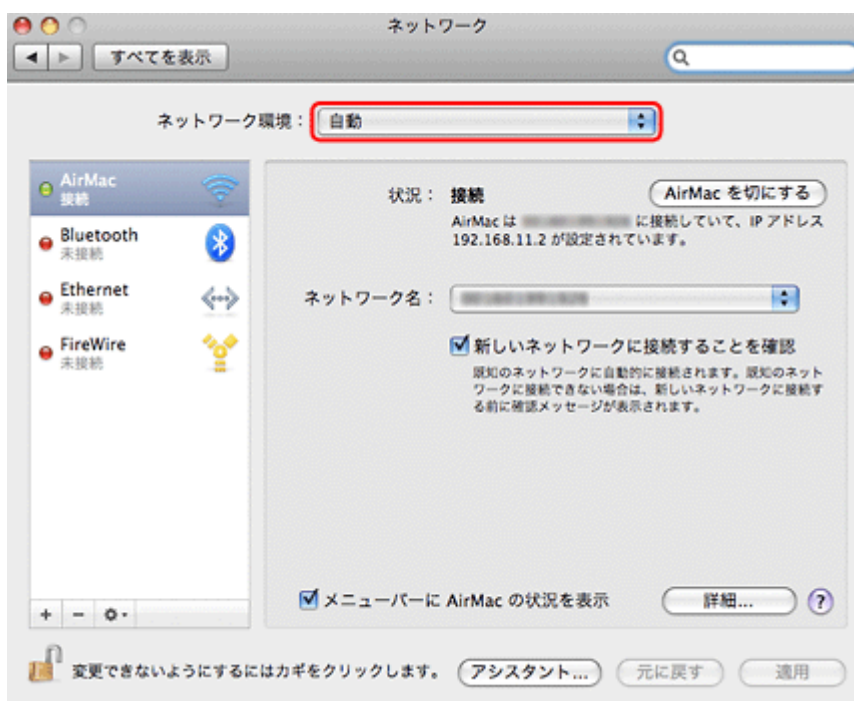 ネットワーク
すべてを表示
ネットワーク環境： 自動
AirMac
接続
Bluetooth
未接続
Ethernet
未接続
FireWire
未接続
状況： 接続 AirMac を切にする
AirMac は に接続していて、IP アドレス
192.168.11.2 が設定されています。
ネットワーク名：
新しいネットワークに接続することを確認
既知のネットワークに自動的に接続されます。既知のネット
ワークに接続できない場合は、新しいネットワークに接続す
る前に確認メッセージが表示されます。
メニューバーに AirMac の状況を表示 詳細... ?
変更できないようにするにはカギをクリックします。 アシスタント... 元に戻す 適用